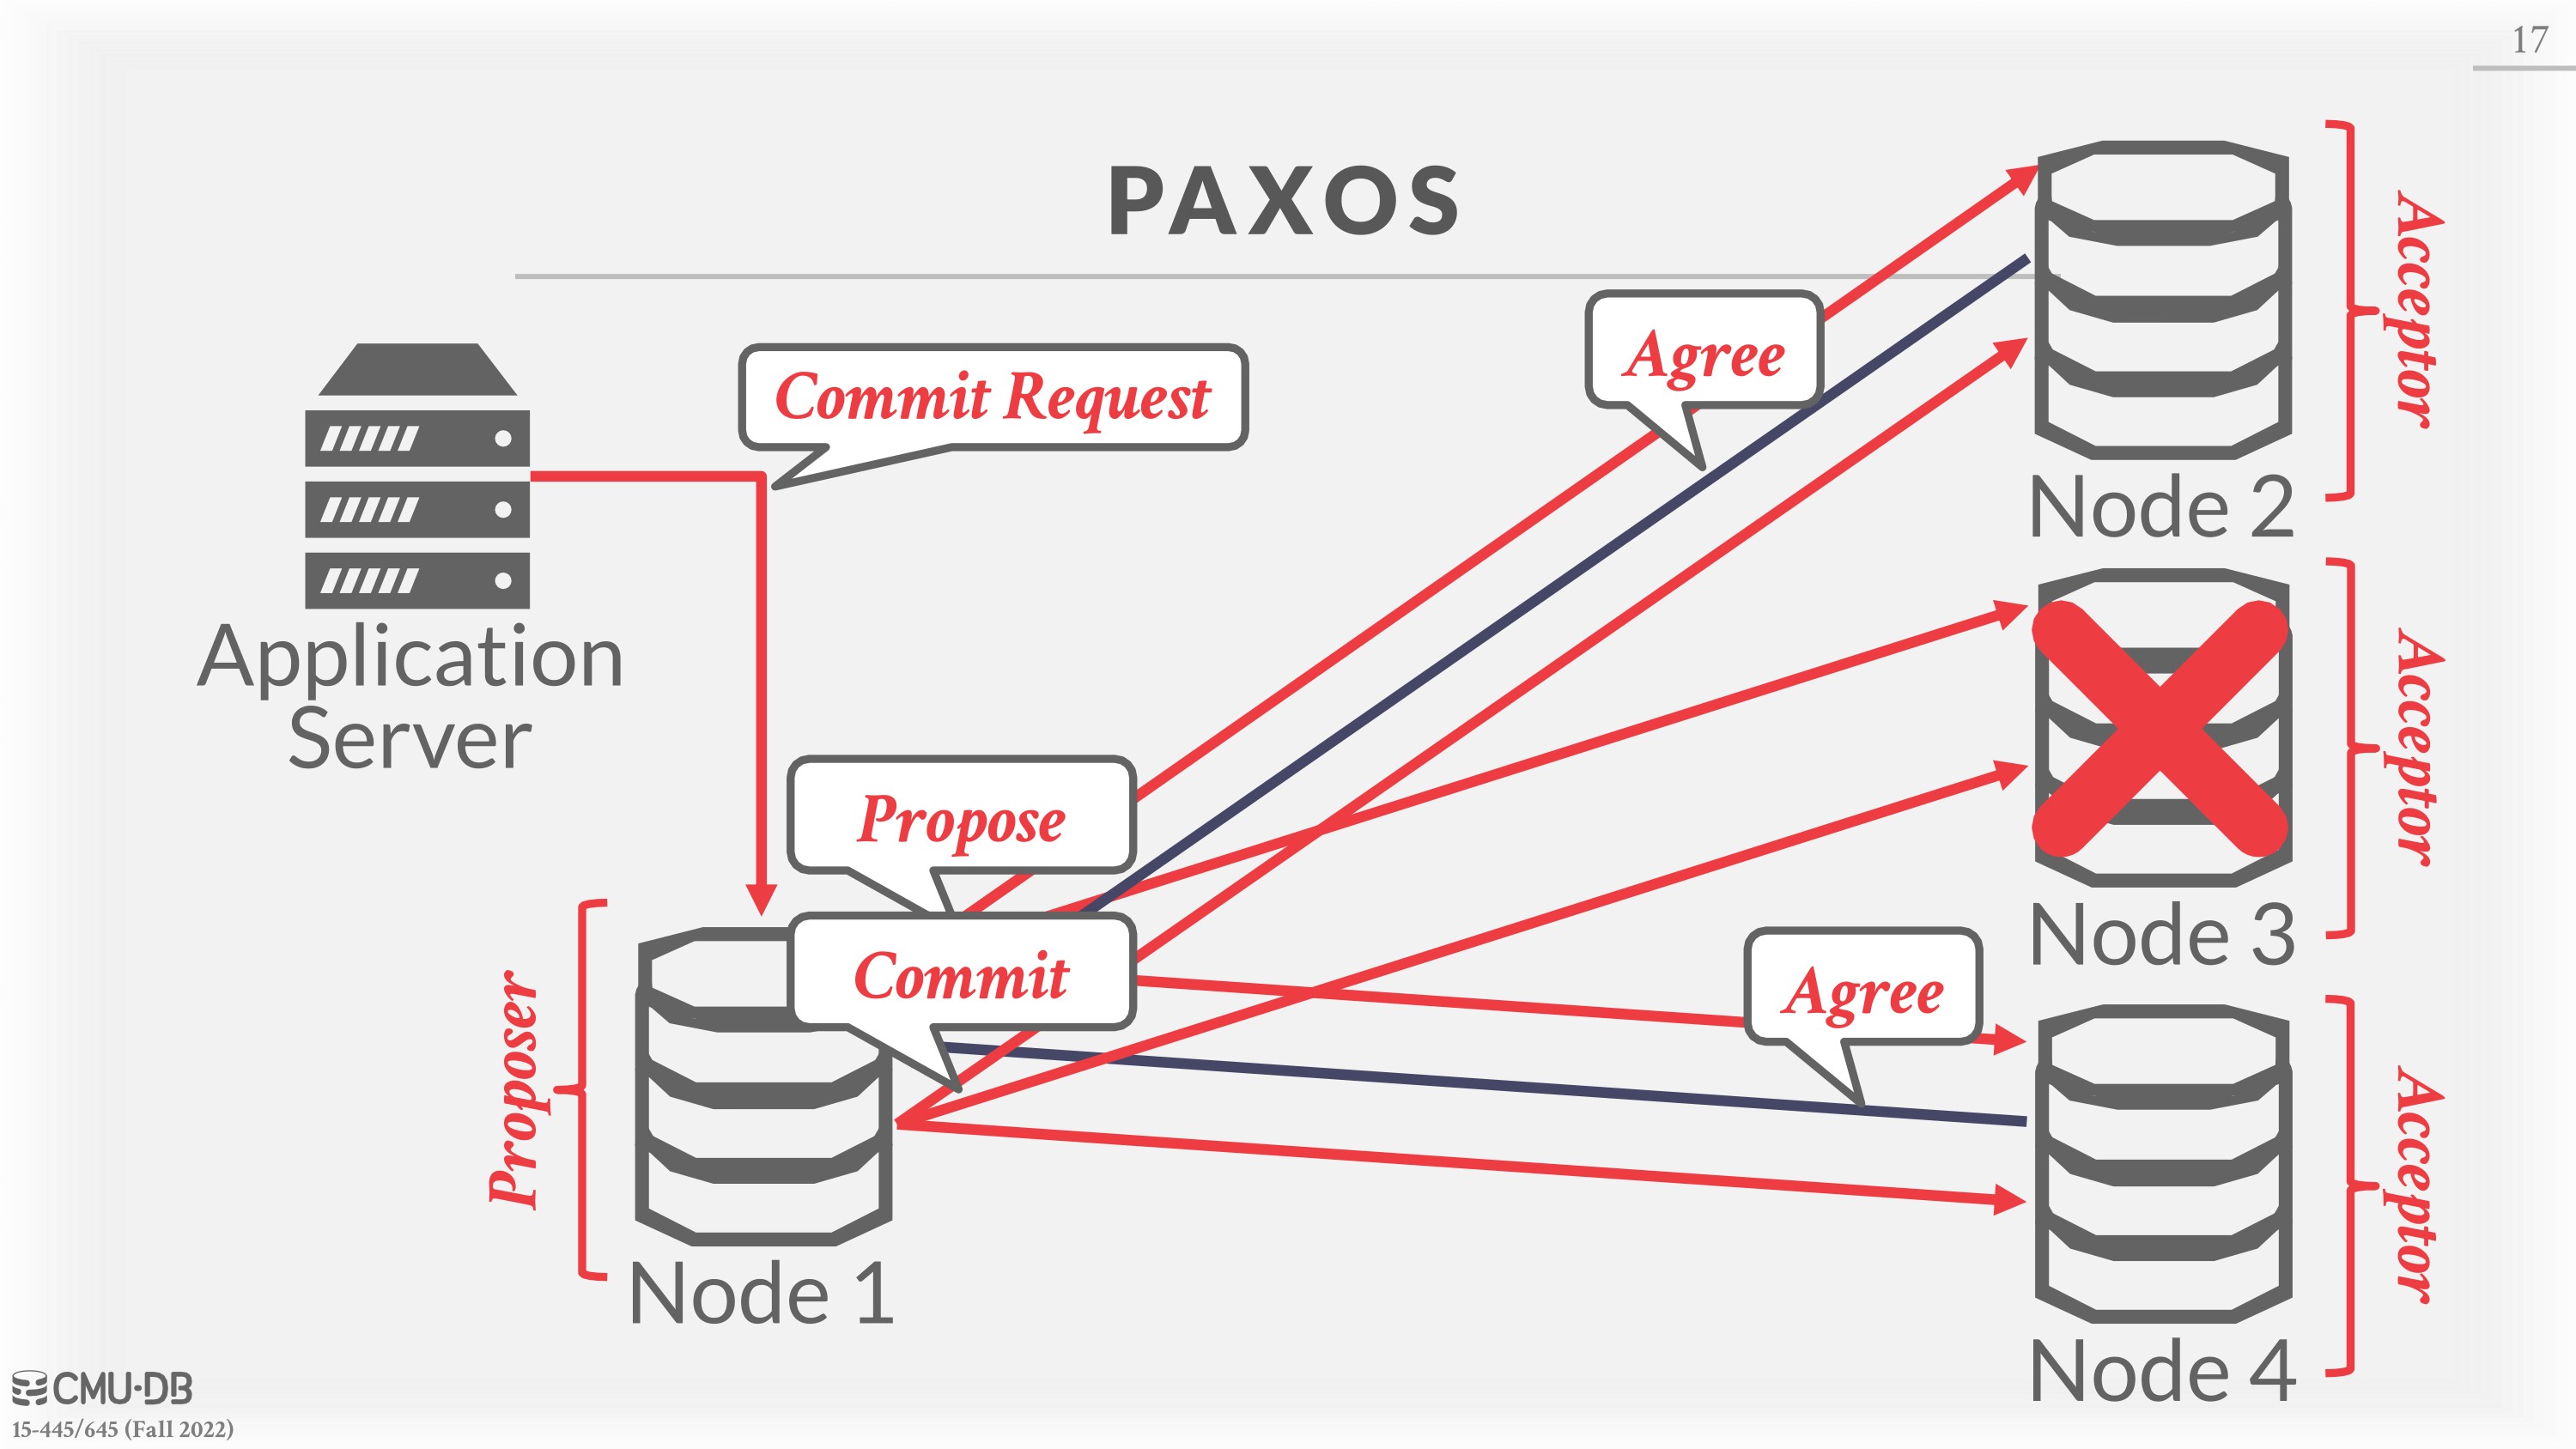 17
PAXOS
Commit Request
Agree
Acceptor
Node 2
Application
Server
Propose
Acceptor
Node 3
Commit
Agree
Proposer
Node 1
Acceptor
Node 4
CMU·DB
15-445/645 (Fall 2022)